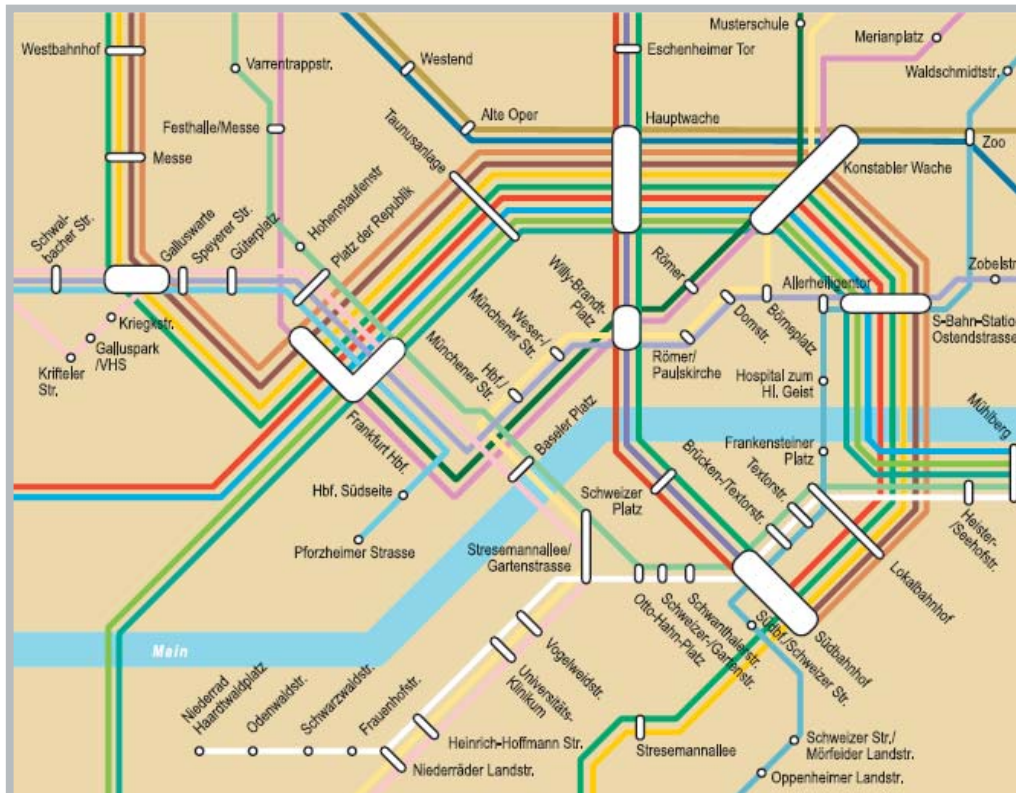 Musterschule
Merianplatz
Westbahnhof
Eschenheimer Tor
Westend
Varrentrappstr.
Waldschmidtstr.
Alte Oper
Hauptwache
Festhalle/Messe
Taunusanlage
Zoo
Messe
Konstabler Wache
Hohenstaufenstr
Platz der Republik
Schwal-
bacher Str.
Galluswarte
Speyerer Str.
Güterplatz
Römer
Willy-Brandt-
Platz
Allerheiligentor
Zobelstr
Münchener Str.
Weser-/
Münchener Str.
Börneplatz
Domstr.
S-Bahn-Station
Ostendstrasse
Kriegkstr.
Galluspark
/VHS
Krifteler
Str.
Hbf./
Münchener Str.
Römer/
Paulskirche
Hospital zum
Hl. Geist
Frankfurt Hbf.
Baseler Platz
Mühlberg
Frankensteiner
Platz
Hbf. Südseite
Schweizer
Platz
Brücken-/Textorstr.
Textorstr.
Pforzheimer Strasse
Stresemannallee/
Gartenstrasse
Heister-
/Seehofstr.
Lokalbahnhof
Otto-Hahn-Platz
Schweizer-/Gartenstr.
Schwanthalerstr.
Südbf./Schweizer Str.
Südbahnhof
Main
Vogelweidstr.
Universitäts-
Klinikum
Niederrad
Haardtwaldplatz
Odenwaldstr.
Schwarzwaldstr.
Frauenhofstr.
Heinrich-Hoffmann Str.
Niederräder Landstr.
Stresemannallee
Schweizer Str./
Mörfelder Landstr.
Oppenheimer Landstr.